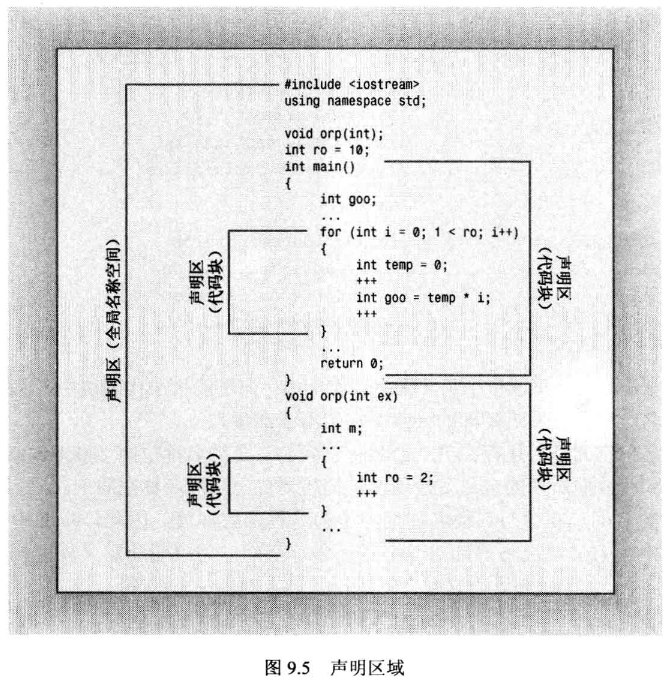 #include <iostream>
using namespace std;
void orp(int);
int ro = 10;
int main()
{
int goo;
...
for (int i = 0; 1 < ro; i++)
{
int temp = 0;
+++
int goo = temp * i;
+++
}
...
return 0;
}
void orp(int ex)
{
int m;
...
{
int ro = 2;
+++
}
...
}
声明区（全局名称空间）
声明区
（代码块）
声明区
（代码块）
声明区
（代码块）
声明区
（代码块）
图 9.5 声明区域